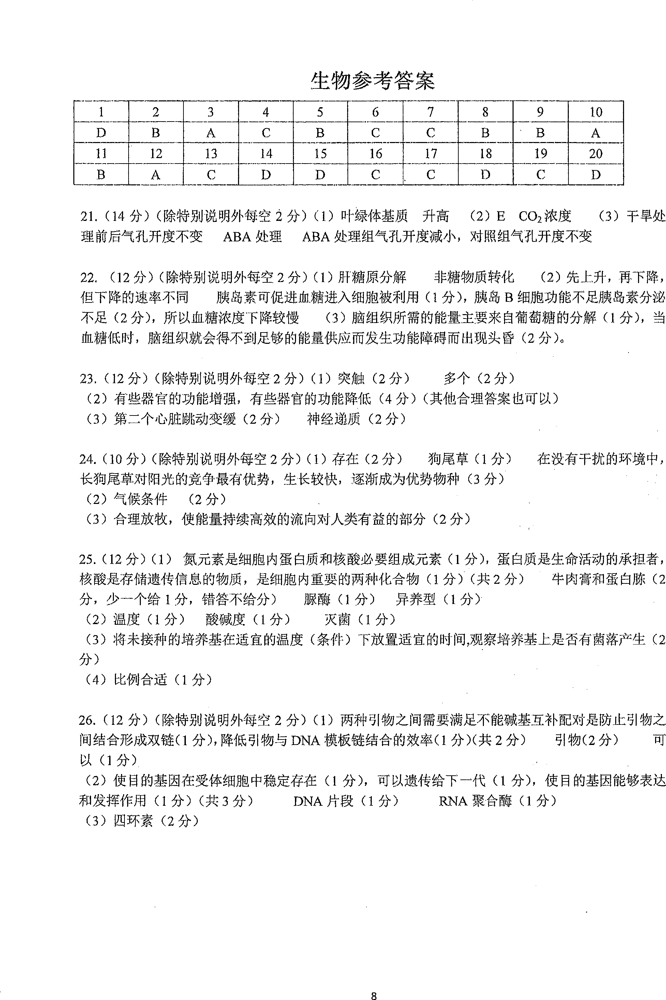 生物参考答案
1 2 3 4 5 6 7 8 9 10
D B A C B C C B B A
11 12 13 14 15 16 17 18 19 20
B A C D D C C D C D
21.（14 分）（除特别说明外每空 2 分）（1）叶绿体基质 升高 （2）E CO₂浓度 （3）干旱处
理前后气孔开度不变 ABA 处理 ABA 处理组气孔开度减小，对照组气孔开度不变
22. （12 分）（除特别说明外每空 2 分）（1）肝糖原分解 非糖物质转化 （2）先上升，再下降，
但下降的速率不同 胰岛素可促进血糖进入细胞被利用（1 分），胰岛 B 细胞功能不足胰岛素分泌
不足（2 分），所以血糖浓度下降较慢 （3）脑组织所需的能量主要来自葡萄糖的分解（1 分），当
血糖低时，脑组织就会得不到足够的能量供应而发生功能障碍而出现头昏（2 分）。
23.（12 分）（除特别说明外每空 2 分）（1）突触（2 分） 多个（2 分）
（2）有些器官的功能增强，有些器官的功能降低（4 分）（其他合理答案也可以）
（3）第二个心脏跳动变缓（2 分） 神经递质（2 分）
24.（10 分）（除特别说明外每空 2 分）（1）存在（2 分） 狗尾草（1 分） 在没有干扰的环境中，
长狗尾草对阳光的竞争最有优势，生长较快，逐渐成为优势物种（3 分）
（2）气候条件 （2 分）
（3）合理放牧，使能量持续高效的流向对人类有益的部分（2 分）
25.（12 分）（1） 氮元素是细胞内蛋白质和核酸必要组成元素（1 分），蛋白质是生命活动的承担者，
核酸是存储遗传信息的物质，是细胞内重要的两种化合物（1 分）（共 2 分） 牛肉膏和蛋白胨（2
分，少一个给 1 分，错答不给分） 脲酶（1 分） 异养型（1 分）
（2）温度（1 分） 酸碱度（1 分） 灭菌（1 分）
（3）将未接种的培养基在适宜的温度（条件）下放置适宜的时间,观察培养基上是否有菌落产生（2
分）
（4）比例合适（1 分）
26.（12 分）（除特别说明外每空 2 分）（1）两种引物之间需要满足不能碱基互补配对是防止引物之
间结合形成双链(1 分），降低引物与 DNA 模板链结合的效率(1 分）（共 2 分） 引物(2 分） 可
以（1 分）
（2）使目的基因在受体细胞中稳定存在（1 分），可以遗传给下一代（1 分），使目的基因能够表达
和发挥作用（1 分）（共 3 分） DNA 片段（1 分） RNA 聚合酶（1 分）
（3）四环素（2 分）
8